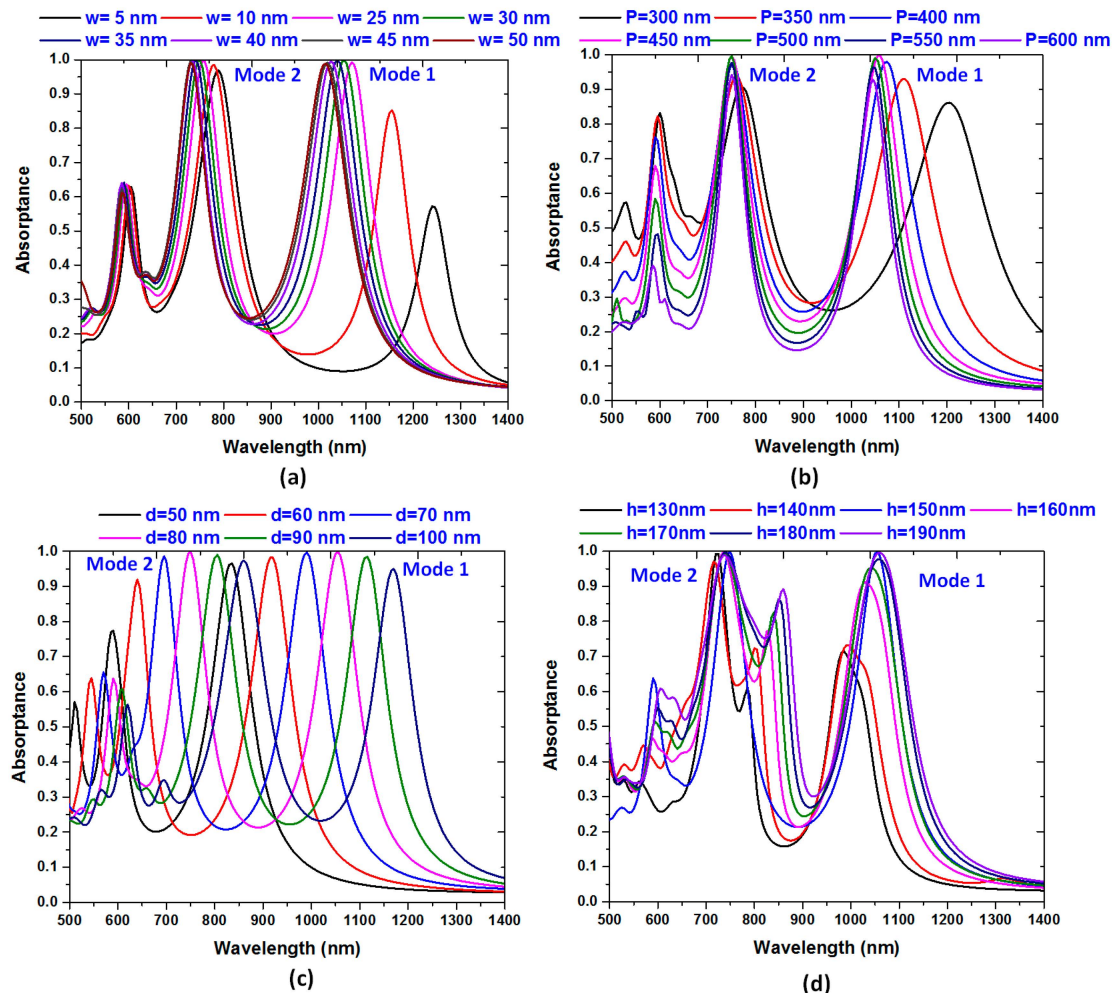 w= 5 nm w= 10 nm w= 25 nm w= 30 nm
w= 35 nm w= 40 nm w= 45 nm w= 50 nm
Mode 2 Mode 1
1.0
0.9
0.8
0.7
0.6
0.5
0.4
0.3
0.2
0.1
0.0
Absorptance
500 600 700 800 900 1000 1100 1200 1300 1400
Wavelength (nm)
(a)
P=300 nm P=350 nm P=400 nm
P=450 nm P=500 nm P=550 nm P=600 nm
Mode 2 Mode 1
1.0
0.9
0.8
0.7
0.6
0.5
0.4
0.3
0.2
0.1
0.0
Absorptance
500 600 700 800 900 1000 1100 1200 1300 1400
Wavelength (nm)
(b)
d=50 nm d=60 nm d=70 nm
d=80 nm d=90 nm d=100 nm
Mode 2 Mode 1
1.0
0.9
0.8
0.7
0.6
0.5
0.4
0.3
0.2
0.1
0.0
Absorptance
500 600 700 800 900 1000 1100 1200 1300 1400
Wavelength (nm)
(c)
h=130nm h=140nm h=150nm h=160nm
h=170nm h=180nm h=190nm
Mode 2 Mode 1
1.0
0.9
0.8
0.7
0.6
0.5
0.4
0.3
0.2
0.1
0.0
Absorptance
500 600 700 800 900 1000 1100 1200 1300 1400
Wavelength (nm)
(d)